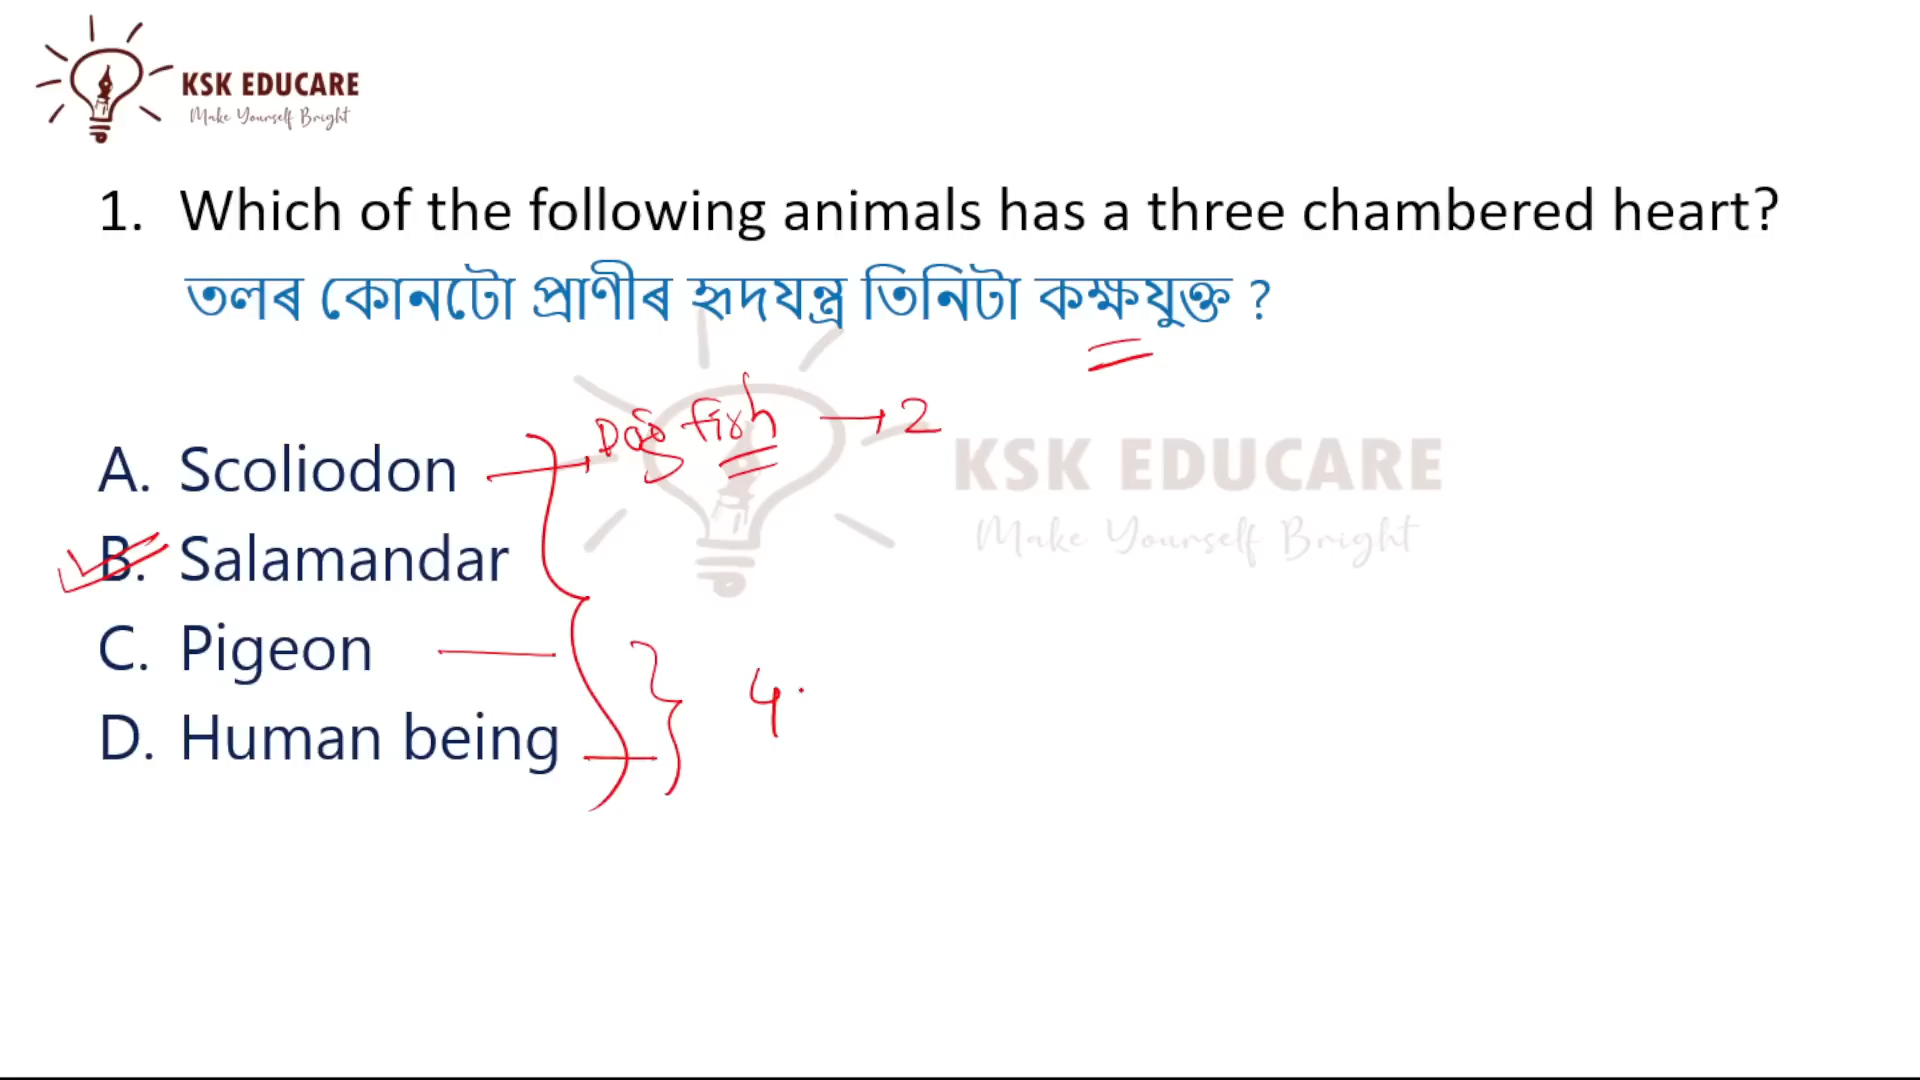 KSK EDUCARE
Make Yourself Bright
1. Which of the following animals has a three chambered heart?
তলৰ কোনটো প্ৰাণীৰ হৃদযন্ত্ৰ তিনিটা কক্ষযুক্ত ?
Dog fish → 2
A. Scoliodon
KSK EDUCARE
Make Yourself Bright
B. Salamandar
C. Pigeon
4
D. Human being